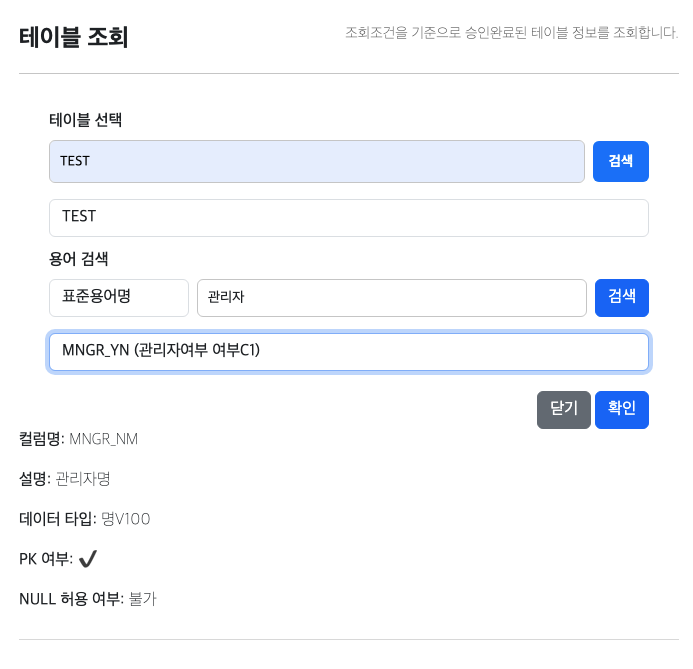 테이블 조회
조회조건을 기준으로 승인완료된 테이블 정보를 조회합니다.
테이블 선택
TEST 검색
TEST
용어 검색
표준용어명 관리자 검색
MNGR_YN (관리자여부 여부C1)
닫기 확인
컬럼명: MNGR_NM
설명: 관리자명
데이터 타입: 명V100
PK 여부: ✔
NULL 허용 여부: 불가